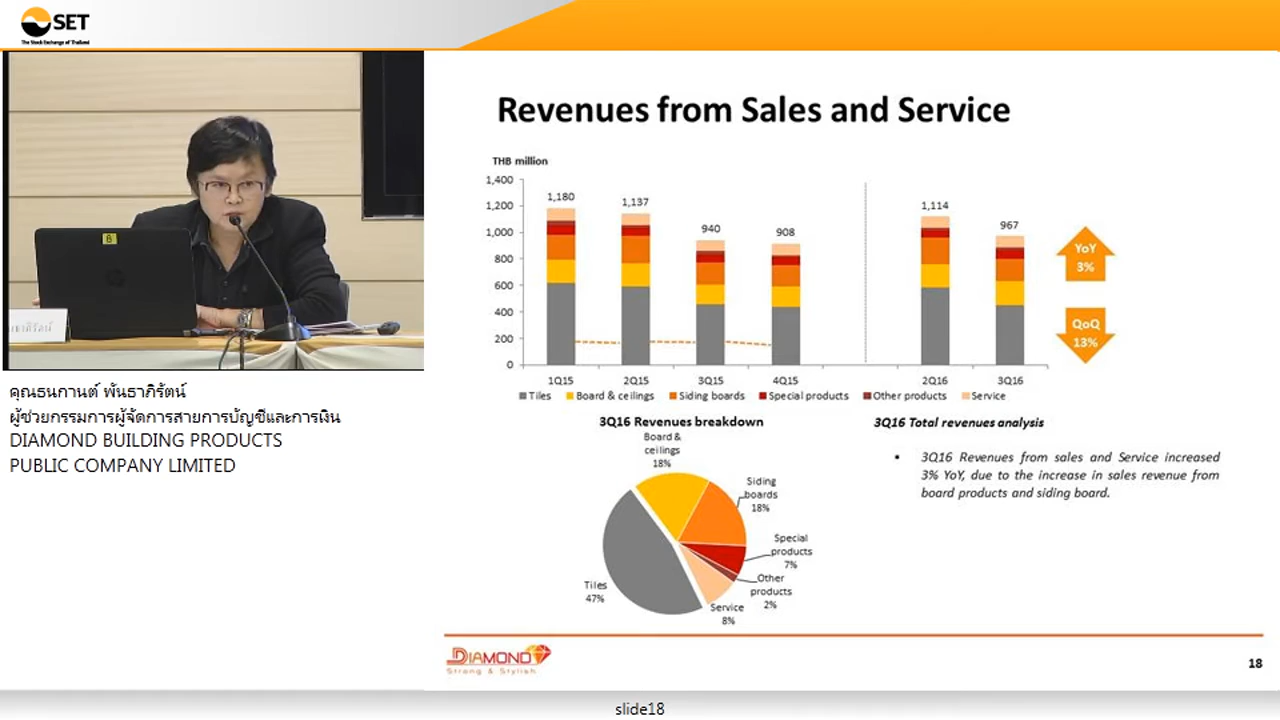 SET
The Stock Exchange of Thailand
6
คุณธนกานต์ พันธาภิรัตน์
ผู้ช่วยกรรมการผู้จัดการสายการบัญชีและการเงิน
DIAMOND BUILDING PRODUCTS
PUBLIC COMPANY LIMITED
Revenues from Sales and Service
THB million
1,400
1,200
1,000
800
600
400
200
0
1,180
1,137
940
908
1,114
967
1Q15
2Q15
3Q15
4Q15
2Q16
3Q16
Tiles
Board & ceilings
Siding boards
Special products
Other products
Service
YoY
3%
QoQ
13%
3Q16 Revenues breakdown
Board &
ceilings
18%
Siding
boards
18%
Special
products
7%
Other
products
2%
Service
8%
Tiles
47%
3Q16 Total revenues analysis
• 3Q16 Revenues from sales and Service increased
3% YoY, due to the increase in sales revenue from
board products and siding board.
DIAMOND
Strong & Stylish
18
slide18